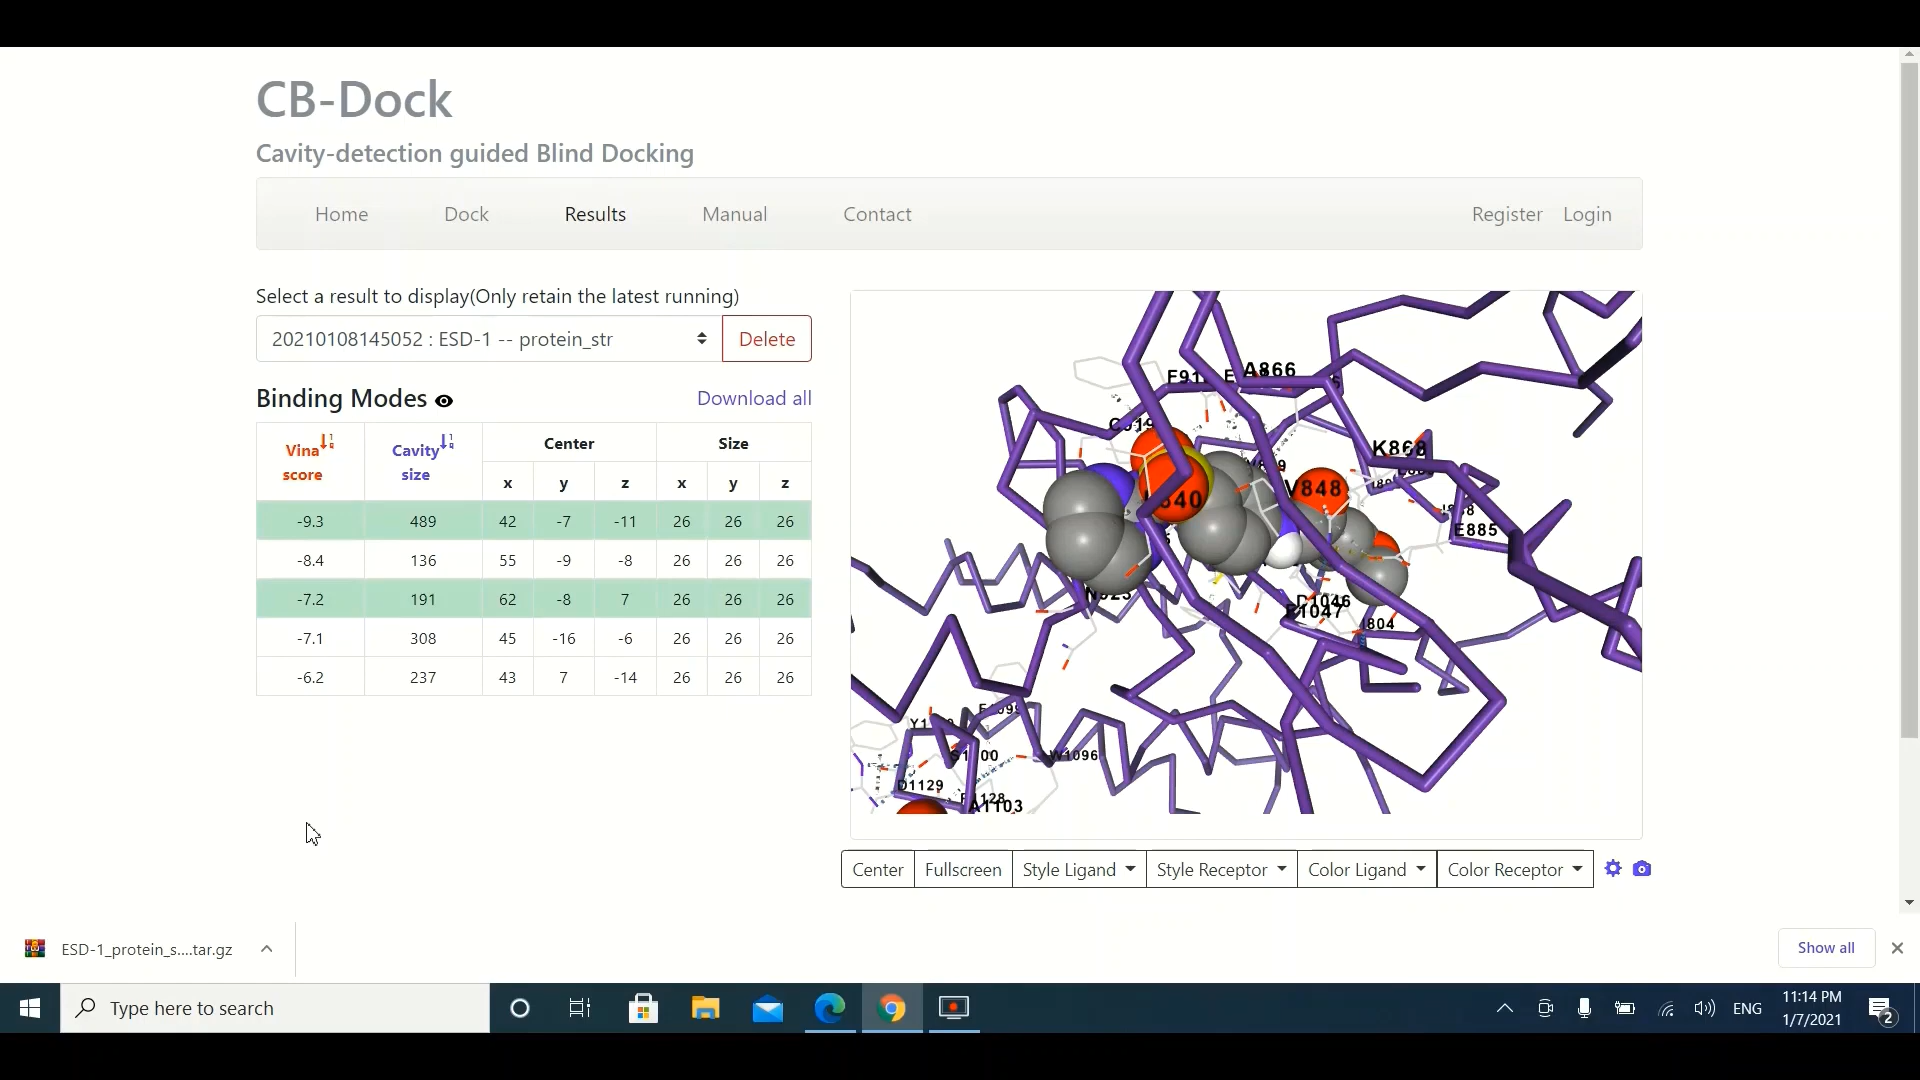 CB-Dock
Cavity-detection guided Blind Docking
Home Dock Results Manual Contact Register Login
Select a result to display(Only retain the latest running)
20210108145052 : ESD-1 -- protein_str Delete
Binding Modes Download all
Vina score Cavity size Center Size
x y z x y z
-9.3 489 42 -7 -11 26 26 26
-8.4 136 55 -9 -8 26 26 26
-7.2 191 62 -8 7 26 26 26
-7.1 308 45 -16 -6 26 26 26
-6.2 237 43 7 -14 26 26 26
A866
K868
V848
E885
D1046
I804
W1096
D1129
A1103
Center Fullscreen Style Ligand Style Receptor Color Ligand Color Receptor
ESD-1_protein_s....tar.gz Show all
Type here to search
ENG
11:14 PM
1/7/2021
2